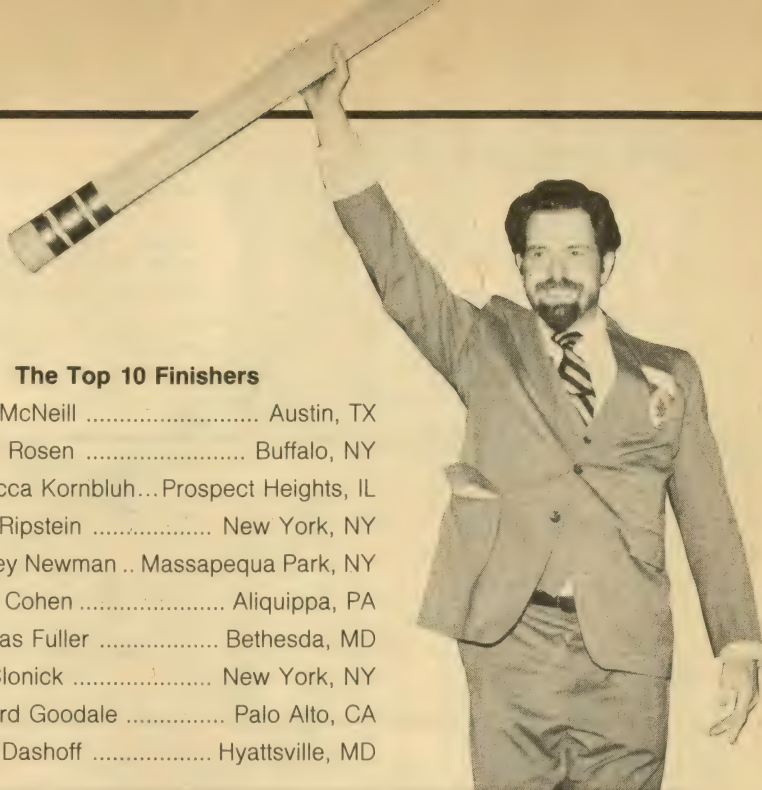 The Top 10 Finishers
McNeill ........................ Austin, TX
Rosen ...................... Buffalo, NY
cca Kornbluh...Prospect Heights, IL
Ripstein ................. New York, NY
ey Newman .. Massapequa Park, NY
Cohen .................... Aliquippa, PA
as Fuller ................. Bethesda, MD
lonick ................... New York, NY
rd Goodale .............. Palo Alto, CA
Dashoff ................. Hyattsville, MD